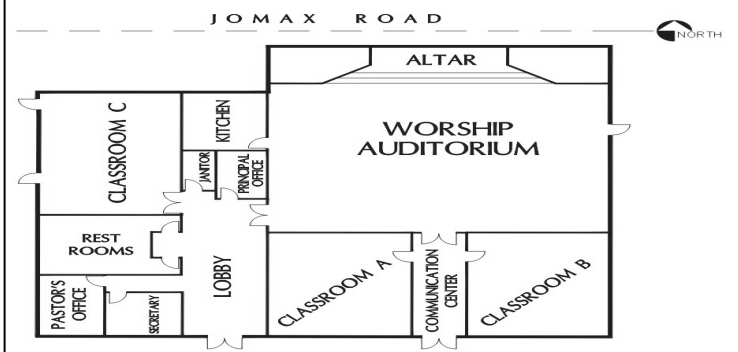 JOMAX ROAD
NORTH
ALTAR
WORSHIP
AUDITORIUM
CLASSROOM C
KITCHEN
JANITOR
PRINCIPAL
OFFICE
REST
ROOMS
LOBBY
PASTOR'S
OFFICE
SECRETARY
CLASSROOM A
COMMUNICATION
CENTER
CLASSROOM B